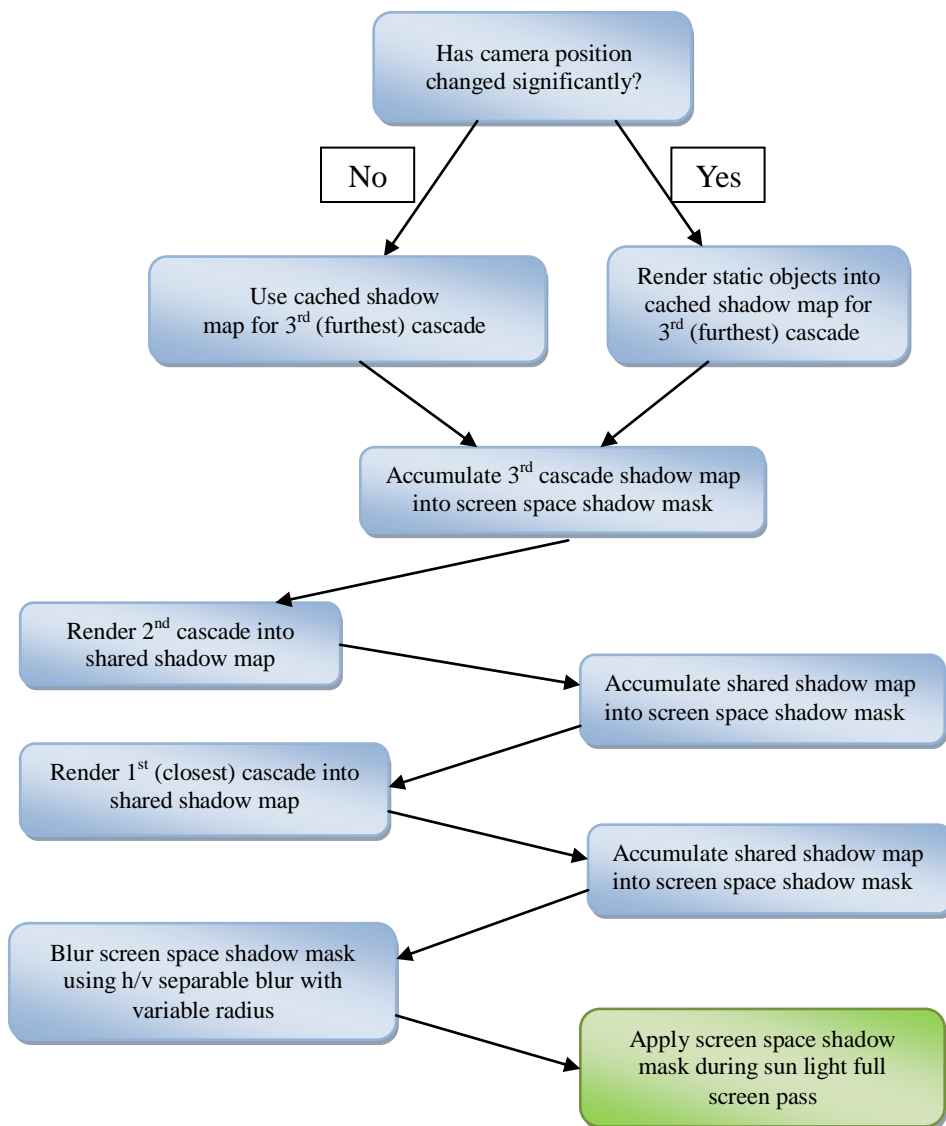 Has camera position
changed significantly?
No
Yes
Use cached shadow
map for 3rd (furthest) cascade
Render static objects into
cached shadow map for
3rd (furthest) cascade
Accumulate 3rd cascade shadow map
into screen space shadow mask
Render 2nd cascade into
shared shadow map
Accumulate shared shadow map
into screen space shadow mask
Render 1st (closest) cascade into
shared shadow map
Accumulate shared shadow map
into screen space shadow mask
Blur screen space shadow mask
using h/v separable blur with
variable radius
Apply screen space shadow
mask during sun light full
screen pass